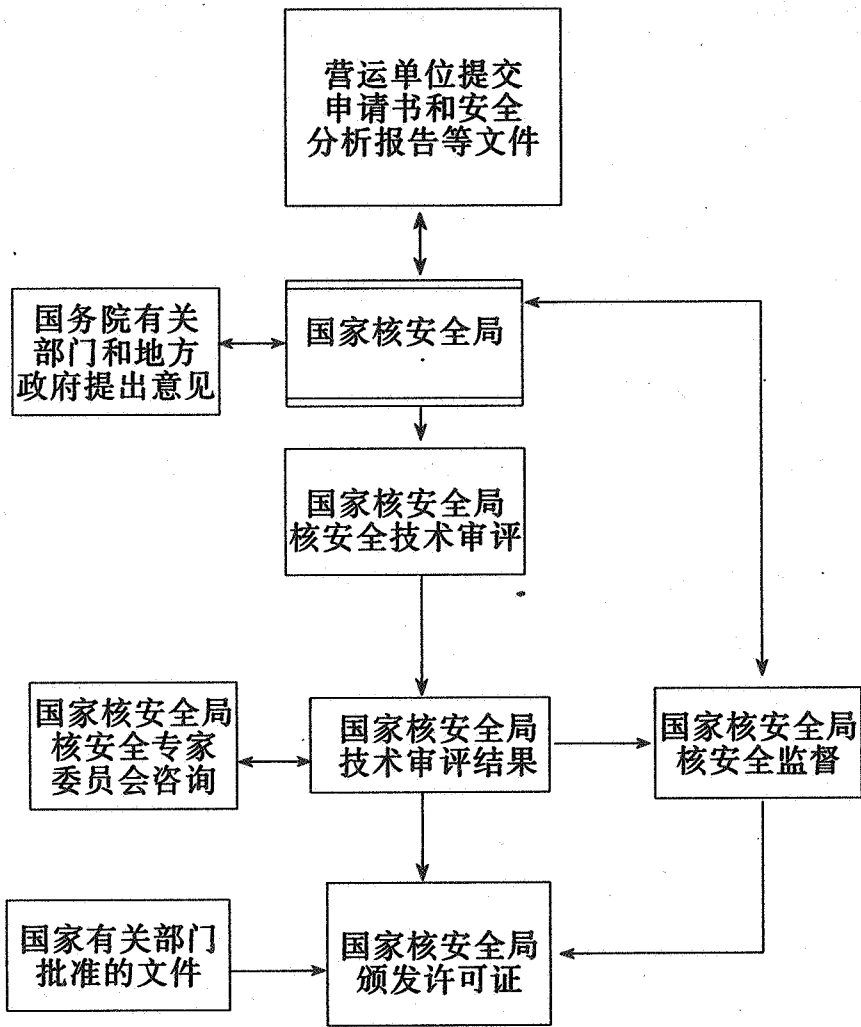 营运单位提交
申请书和安全
分析报告等文件
国务院有关
部门和地方
政府提出意见
国家核安全局
国家核安全局
核安全技术审评
国家核安全局
核安全专家
委员会咨询
国家核安全局
技术审评结果
国家核安全局
核安全监督
国家有关部门
批准的文件
国家核安全局
颁发许可证